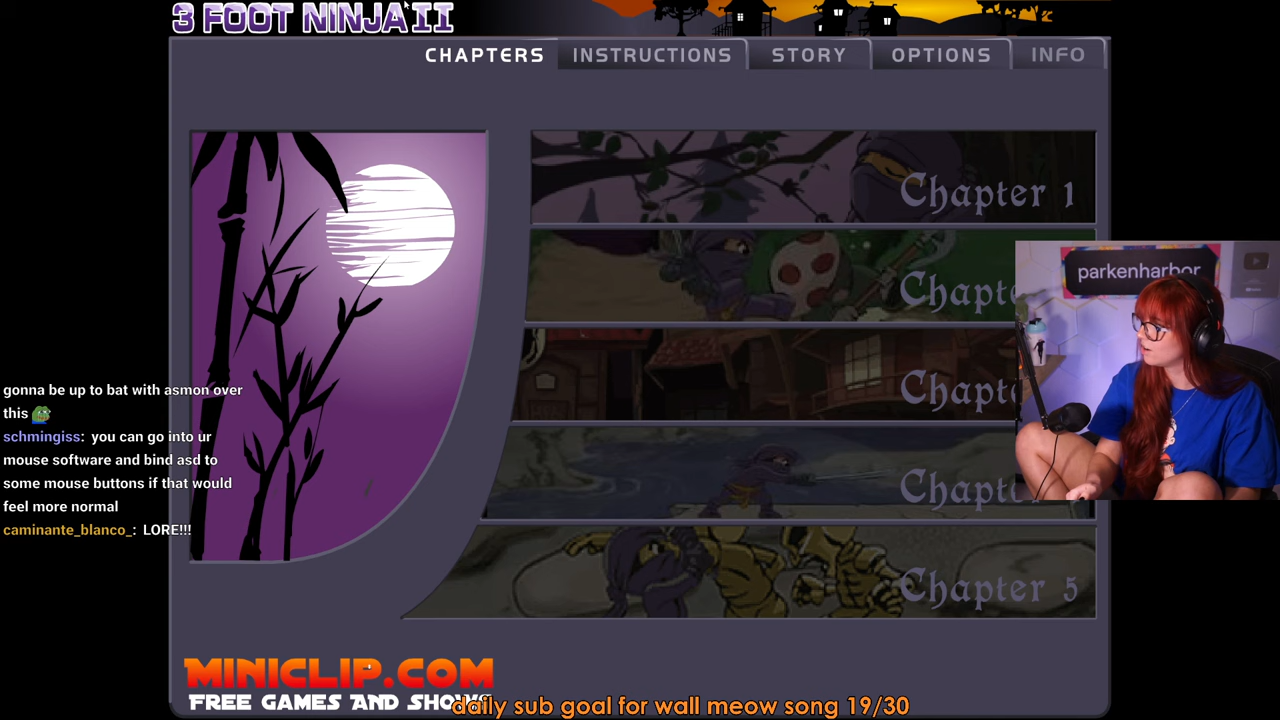 3 FOOT NINJA II
CHAPTERS INSTRUCTIONS STORY OPTIONS INFO
Chapter 1
parkenharbor
Chapter 5
gonna be up to bat with asmon over
this
schmingiss: you can go into ur
mouse software and bind asd to
some mouse buttons if that would
feel more normal
caminante_blanco_: LORE!!!
MINICLIP.COM
FREE GAMES AND SHOWS
daily sub goal for wall meow song 19/30